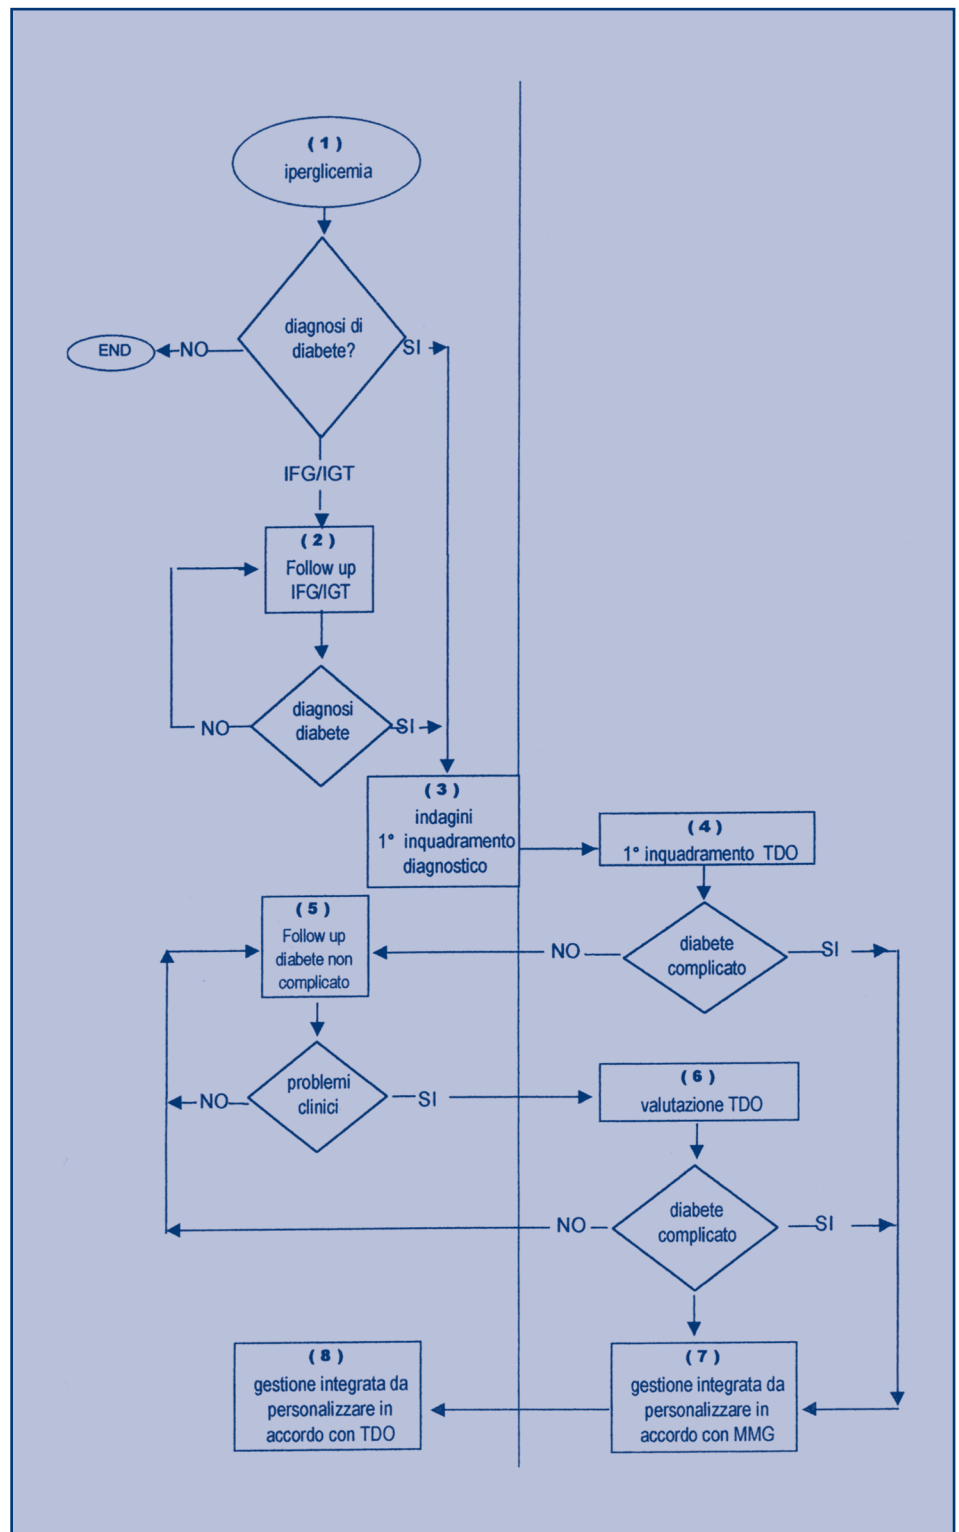 ( 1 )
iperglicemia
diagnosi di
diabete?
END
NO
SI
IFG/IGT
( 2 )
Follow up
IFG/IGT
diagnosi
diabete
NO
SI
( 3 )
indagini
1° inquadramento
diagnostico
( 4 )
1° inquadramento TDO
( 5 )
Follow up
diabete non
complicato
NO
diabete
complicato
SI
problemi
clinici
NO
SI
( 6 )
valutazione TDO
NO
diabete
complicato
SI
( 8 )
gestione integrata da
personalizzare in
accordo con TDO
( 7 )
gestione integrata da
personalizzare in
accordo con MMG